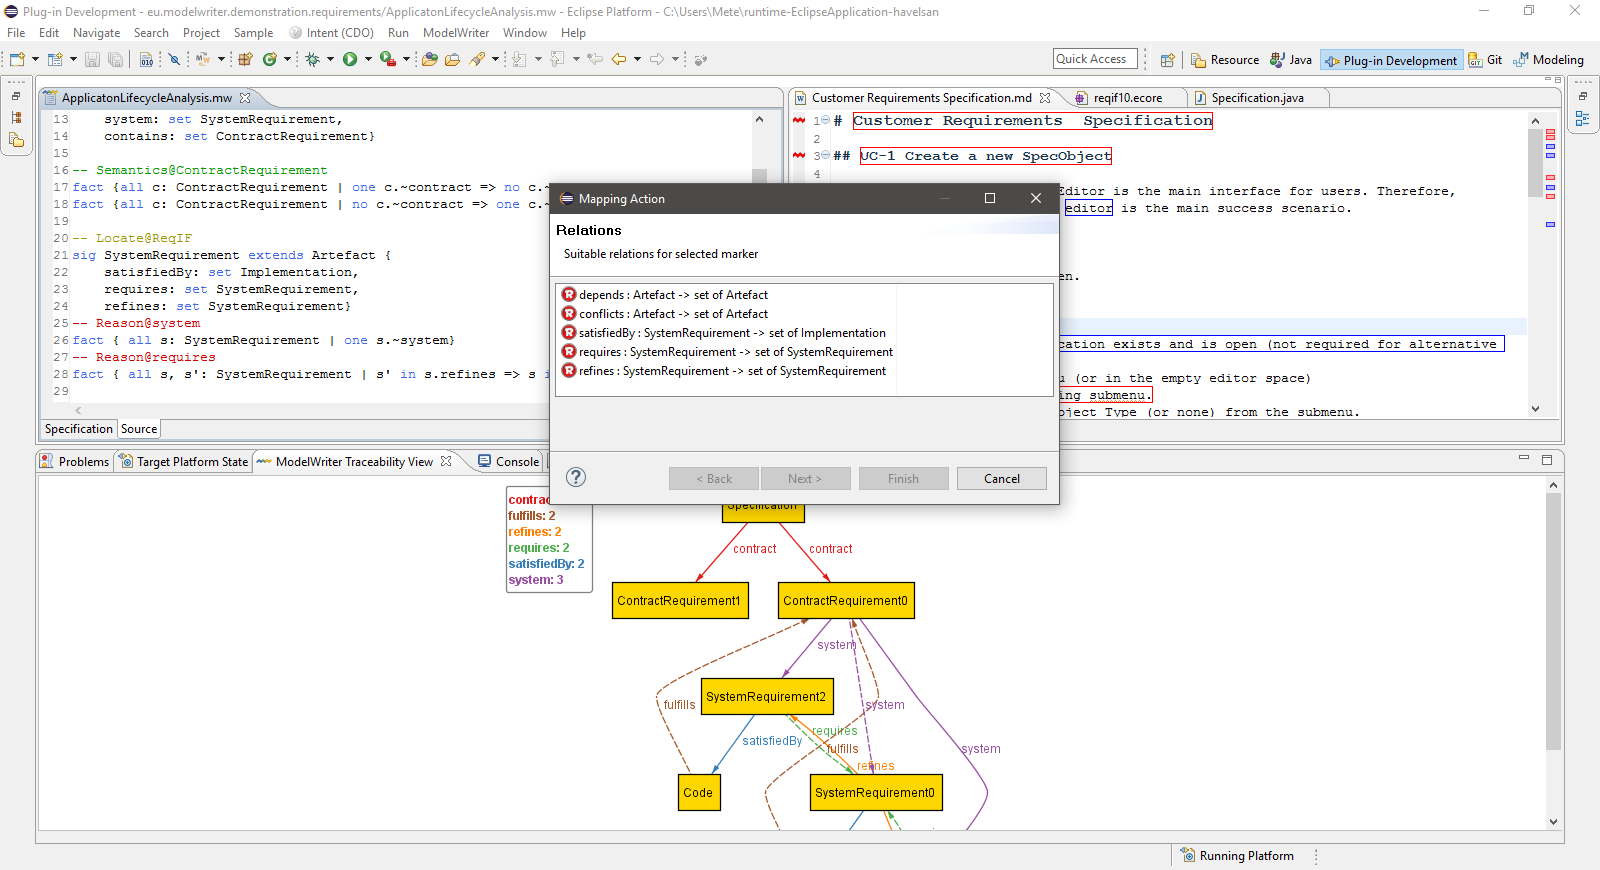 Plug-in Development - eu.modelwriter.demonstration.requirements/ApplicatonLifecycleAnalysis.mw - Eclipse Platform - C:\Users\Mete\runtime-EclipseApplication-havelsan
File Edit Navigate Search Project Sample Intent (CDO) Run ModelWriter Window Help
Quick Access Resource Java Plug-in Development Git Modeling
ApplicatonLifecycleAnalysis.mw
13 system: set SystemRequirement,
14 contains: set ContractRequirement}
15
16 -- Semantics@ContractRequirement
17 fact {all c: ContractRequirement | one c.~contract => no c.~
18 fact {all c: ContractRequirement | no c.~contract => one c.~
19
20 -- Locate@ReqIF
21 sig SystemRequirement extends Artefact {
22 satisfiedBy: set Implementation,
23 requires: set SystemRequirement,
24 refines: set SystemRequirement}
25 -- Reason@system
26 fact { all s: SystemRequirement | one s.~system}
27 -- Reason@requires
28 fact { all s, s': SystemRequirement | s' in s.refines => s i
29
Specification Source
Customer Requirements Specification.md reqif10.ecore Specification.java
1 # Customer Requirements Specification
2
3 ## UC-1 Create a new SpecObject
4
Editor is the main interface for users. Therefore,
editor is the main success scenario.
en.
cation exists and is open (not required for alternative
u (or in the empty editor space)
ing submenu.
ject Type (or none) from the submenu.
Mapping Action
Relations
Suitable relations for selected marker
R depends : Artefact -> set of Artefact
R conflicts : Artefact -> set of Artefact
R satisfiedBy : SystemRequirement -> set of Implementation
R requires : SystemRequirement -> set of SystemRequirement
R refines : SystemRequirement -> set of SystemRequirement
? < Back Next > Finish Cancel
Problems Target Platform State ModelWriter Traceability View Console
contrac
fulfills: 2
refines: 2
requires: 2
satisfiedBy: 2
system: 3
Specification
contract contract
ContractRequirement1 ContractRequirement0
system
SystemRequirement2
fulfills system
requires
satisfiedBy fulfills system
refines
Code SystemRequirement0
Running Platform